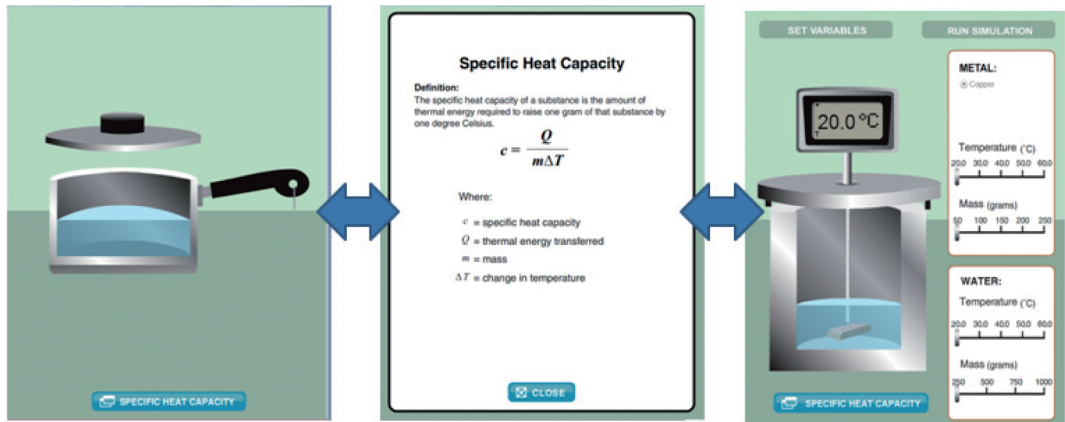 SPECIFIC HEAT CAPACITY
Specific Heat Capacity
Definition:
The specific heat capacity of a substance is the amount of
thermal energy required to raise one gram of that substance by
one degree Celsius.
c = Q / mΔT
Where:
c = specific heat capacity
Q = thermal energy transferred
m = mass
ΔT = change in temperature
CLOSE
SET VARIABLES
RUN SIMULATION
20.0 °C
T
METAL:
Copper
Temperature (°C)
20.0 30.0 40.0 50.0 60.0
Mass (grams)
50 100 150 200 250
WATER:
Temperature (°C)
20.0 30.0 40.0 50.0 60.0
Mass (grams)
250 500 750 1000
SPECIFIC HEAT CAPACITY